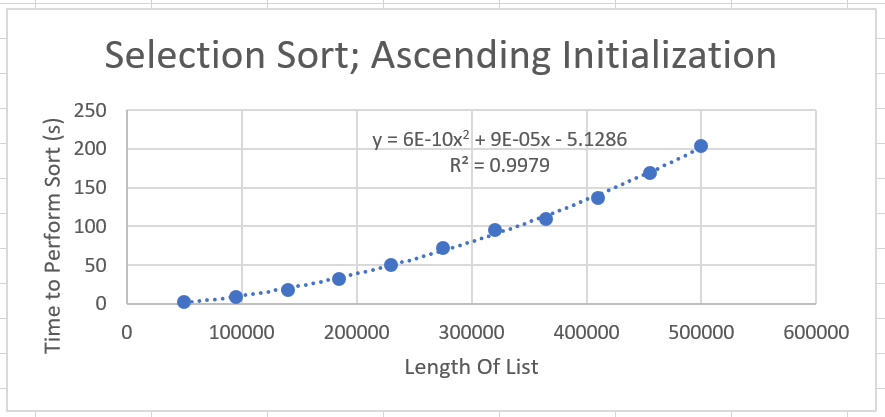 Selection Sort; Ascending Initialization
250
200
150
100
50
0
Time to Perform Sort (s)
y = 6E-10x² + 9E-05x - 5.1286
R² = 0.9979
0 100000 200000 300000 400000 500000 600000
Length Of List